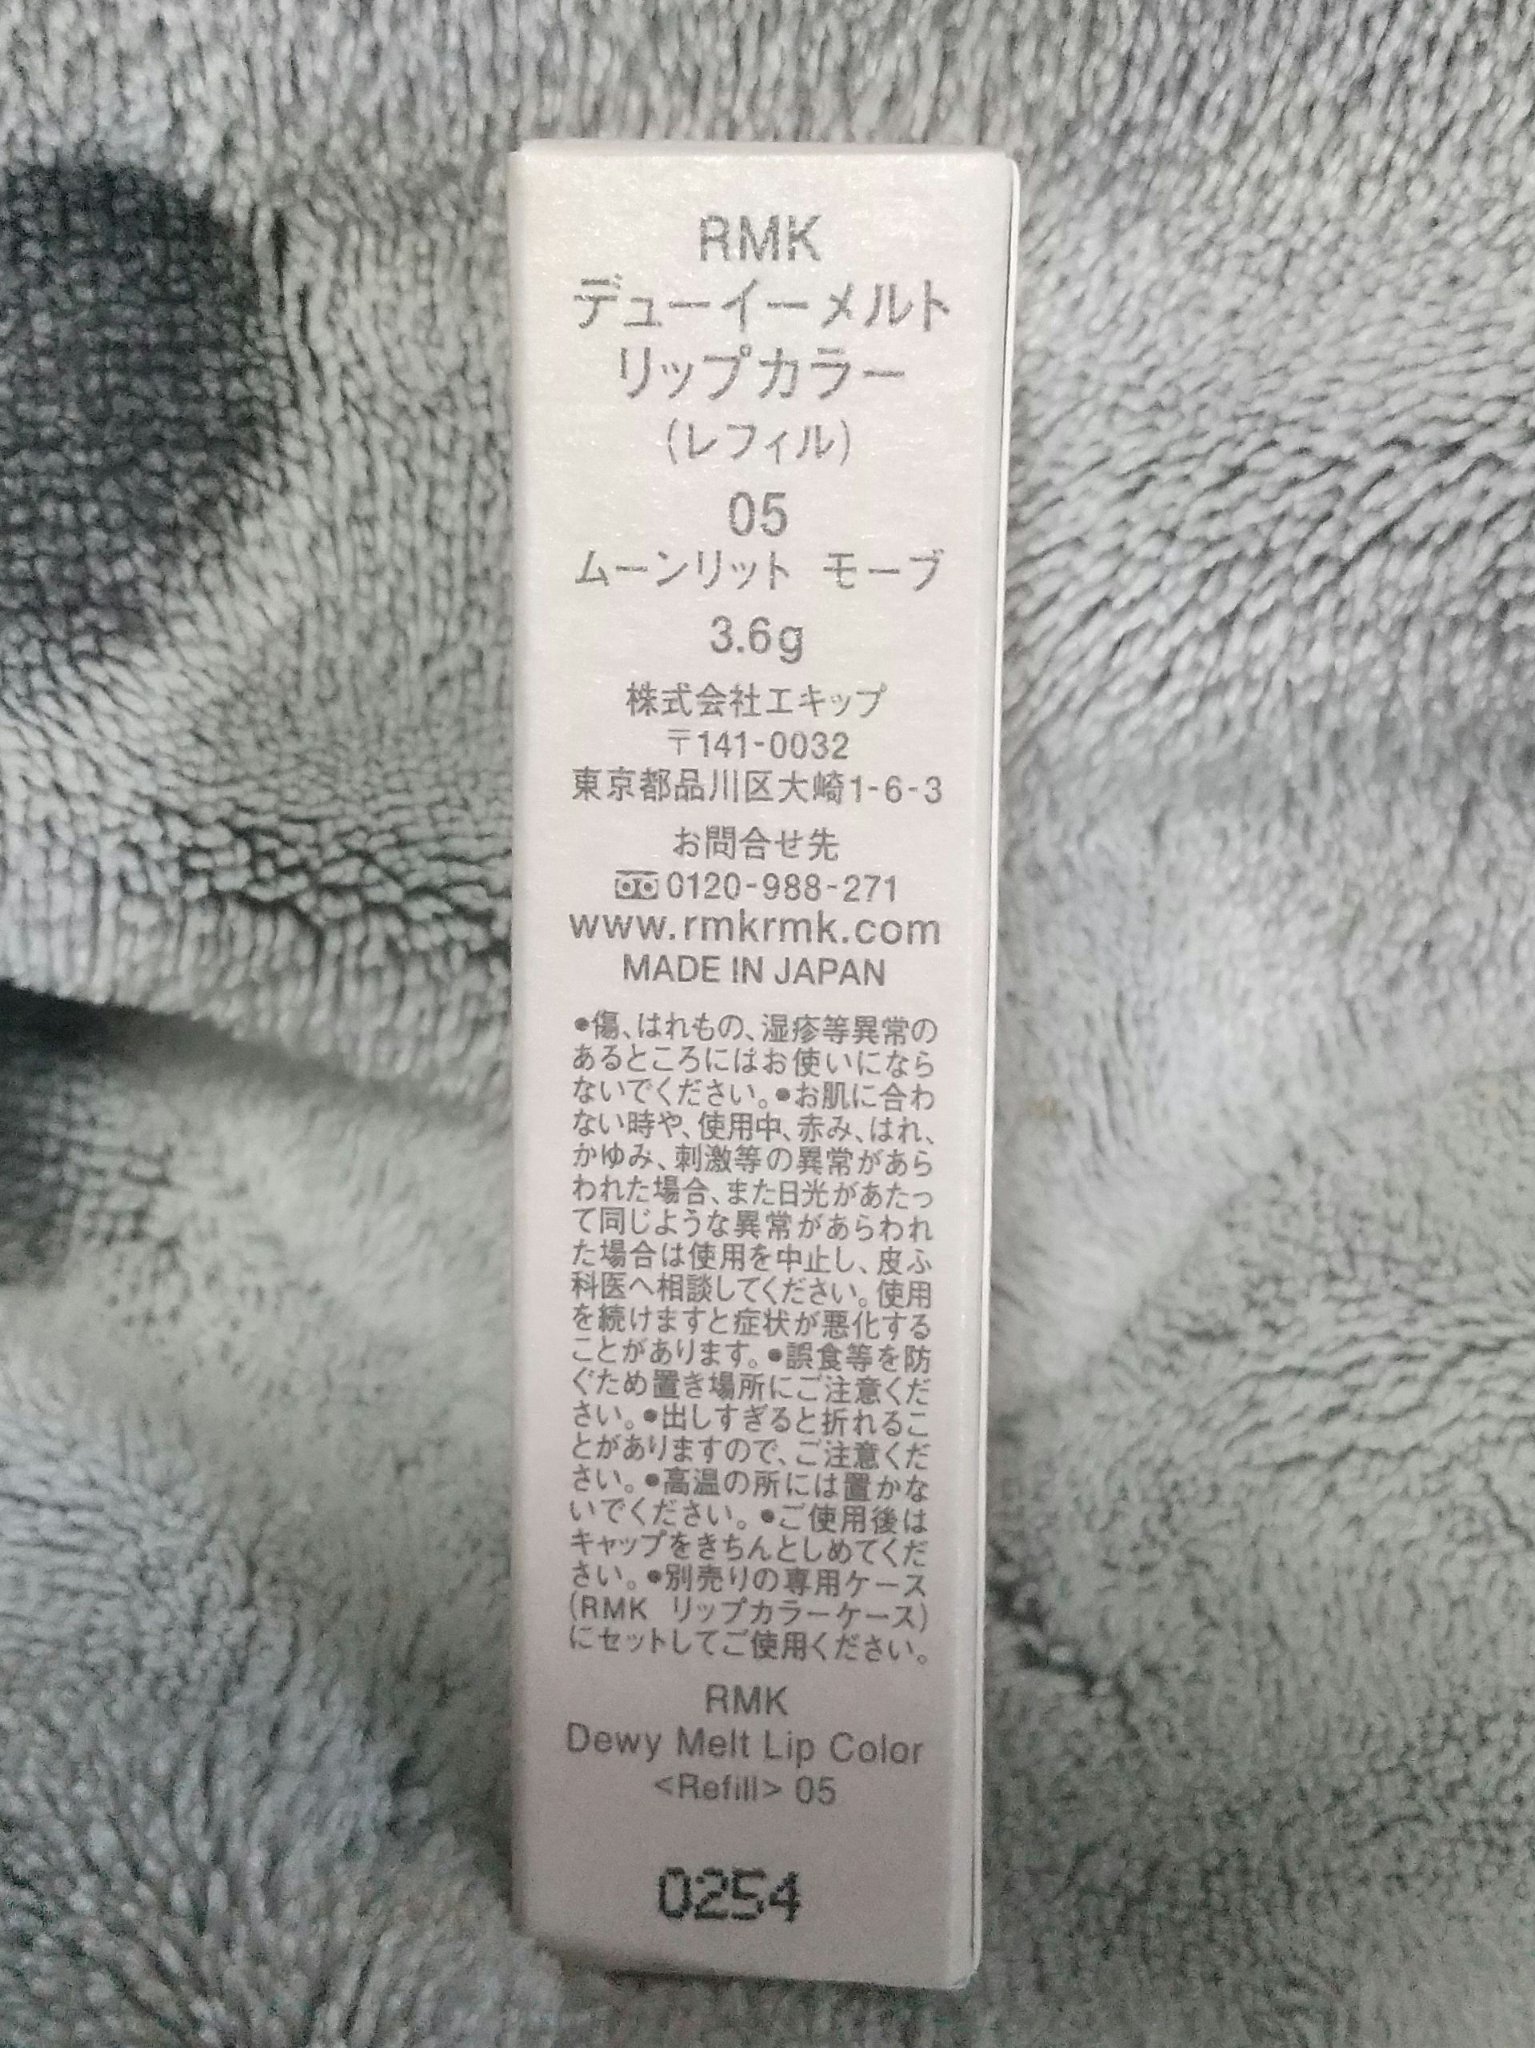 RMK
デューイーメルト
リップカラー
(レフィル)
05
ムーンリット モーブ
3.6g
株式会社エキップ
〒141-0032
東京都品川区大崎1-6-3
お問合せ先
0120-988-271
www.rmkrmk.com
MADE IN JAPAN
●傷、はれもの、湿疹等異常の
あるところにはお使いになら
ないでください。●お肌に合わ
ない時や、使用中、赤み、はれ、
かゆみ、刺激等の異常があら
われた場合、また日光があたっ
て同じような異常があらわれ
た場合は使用を中止し、皮ふ
科医へ相談してください。使用
を続けますと症状が悪化する
ことがあります。●誤食等を防
ぐため置き場所にご注意くだ
さい。●出しすぎると折れるこ
とがありますので、ご注意くだ
さい。●高温の所には置かな
いでください。●ご使用後は
キャップをきちんとしめてくだ
さい。●別売りの専用ケース
(RMK リップカラーケース)
にセットしてご使用ください。
RMK
Dewy Melt Lip Color
<Refill> 05
0254